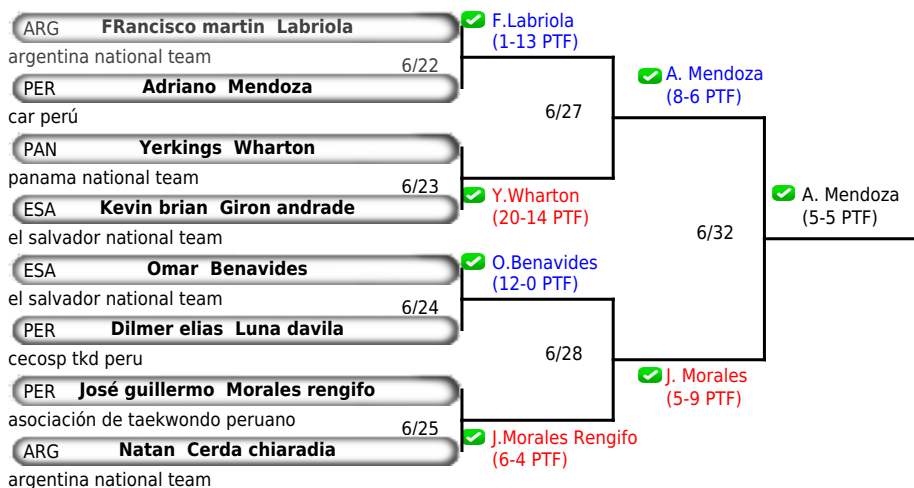 ARG FRancisco martin Labriola
argentina national team
6/22
PER Adriano Mendoza
car perú
PAN Yerkings Wharton
panama national team
6/23
ESA Kevin brian Giron andrade
el salvador national team
ESA Omar Benavides
el salvador national team
6/24
PER Dilmer elias Luna davila
cecosp tkd peru
PER José guillermo Morales rengifo
asociación de taekwondo peruano
6/25
ARG Natan Cerda chiaradia
argentina national team
F.Labriola
(1-13 PTF)
6/27
Y.Wharton
(20-14 PTF)
O.Benavides
(12-0 PTF)
6/28
J.Morales Rengifo
(6-4 PTF)
A. Mendoza
(8-6 PTF)
6/32
J. Morales
(5-9 PTF)
A. Mendoza
(5-5 PTF)